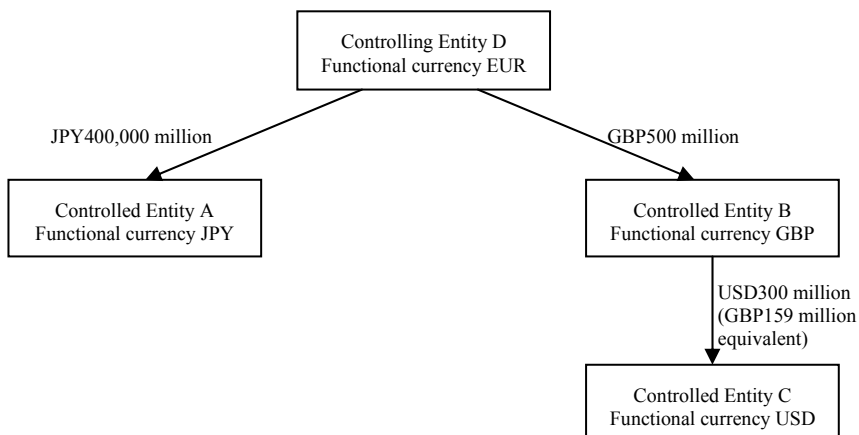 Controlling Entity D
Functional currency EUR
JPY400,000 million
GBP500 million
Controlled Entity A
Functional currency JPY
Controlled Entity B
Functional currency GBP
USD300 million
(GBP159 million
equivalent)
Controlled Entity C
Functional currency USD